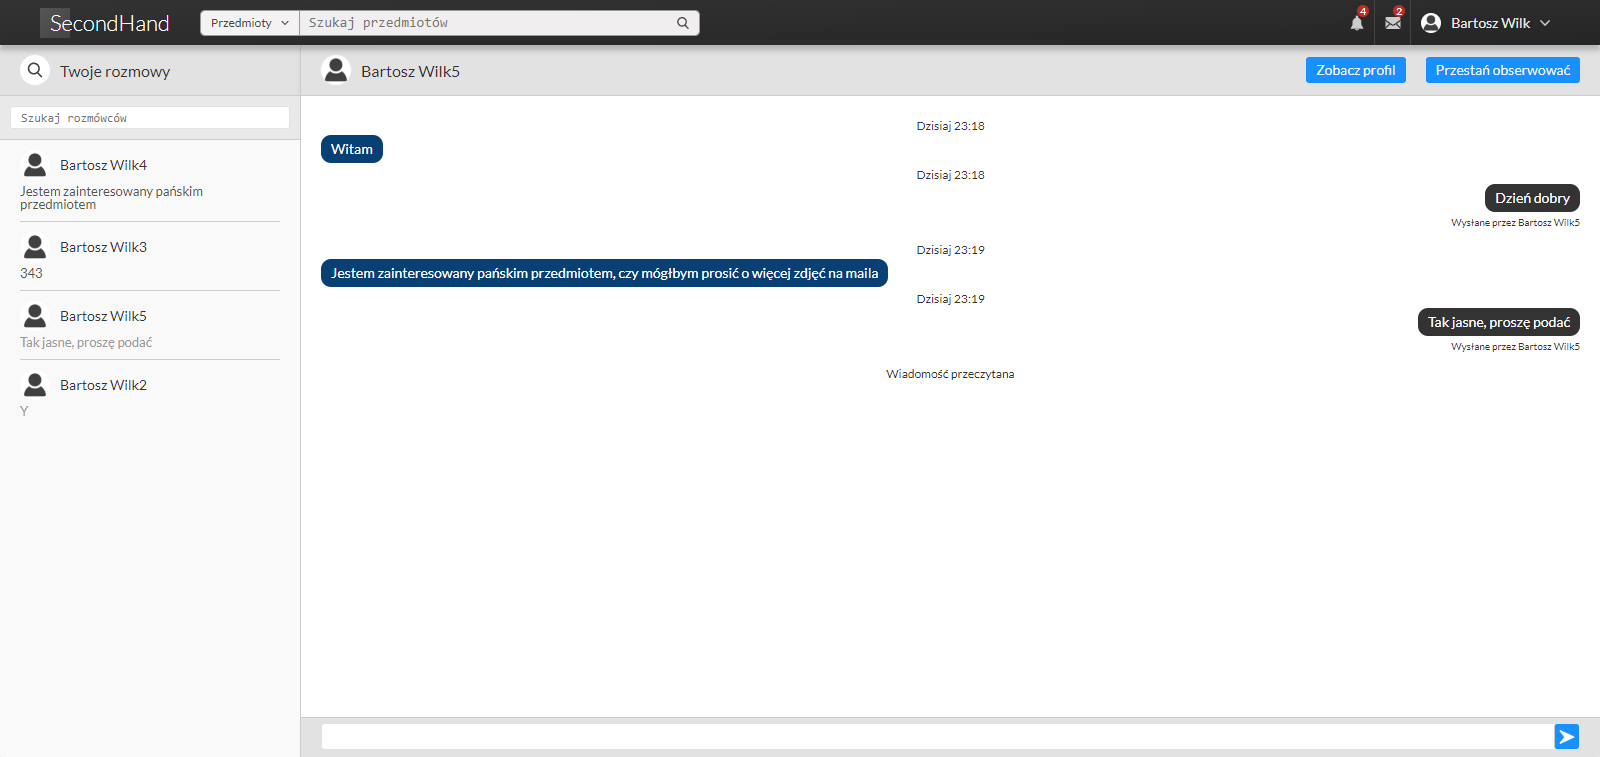 SecondHand
Przedmioty
Szukaj przedmiotów
4
2
Bartosz Wilk
Twoje rozmowy
Szukaj rozmówców
Bartosz Wilk4
Jestem zainteresowany pańskim
przedmiotem
Bartosz Wilk3
343
Bartosz Wilk5
Tak jasne, proszę podać
Bartosz Wilk2
Y
Bartosz Wilk5
Zobacz profil
Przestań obserwować
Dzisiaj 23:18
Witam
Dzisiaj 23:18
Dzień dobry
Wysłane przez Bartosz Wilk5
Dzisiaj 23:19
Jestem zainteresowany pańskim przedmiotem, czy mógłbym prosić o więcej zdjęć na maila
Dzisiaj 23:19
Tak jasne, proszę podać
Wysłane przez Bartosz Wilk5
Wiadomość przeczytana